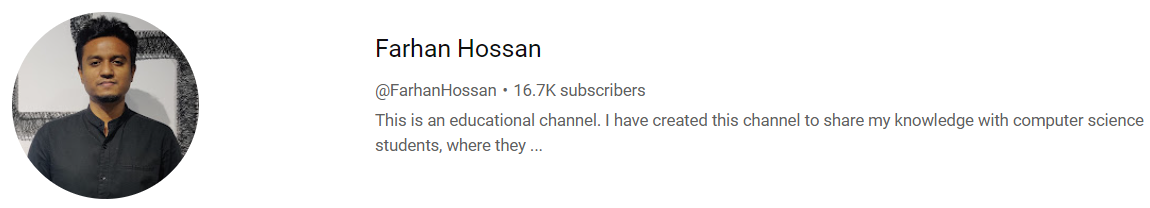 Farhan Hossan
@FarhanHossan • 16.7K subscribers
This is an educational channel. I have created this channel to share my knowledge with computer science
students, where they ...